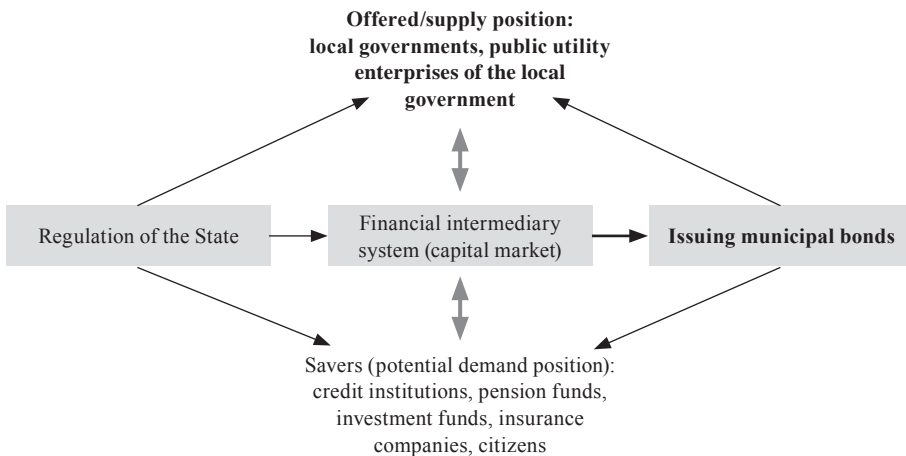 Offered/supply position:
local governments, public utility
enterprises of the local
government
Regulation of the State
Financial intermediary
system (capital market)
Issuing municipal bonds
Savers (potential demand position):
credit institutions, pension funds,
investment funds, insurance
companies, citizens